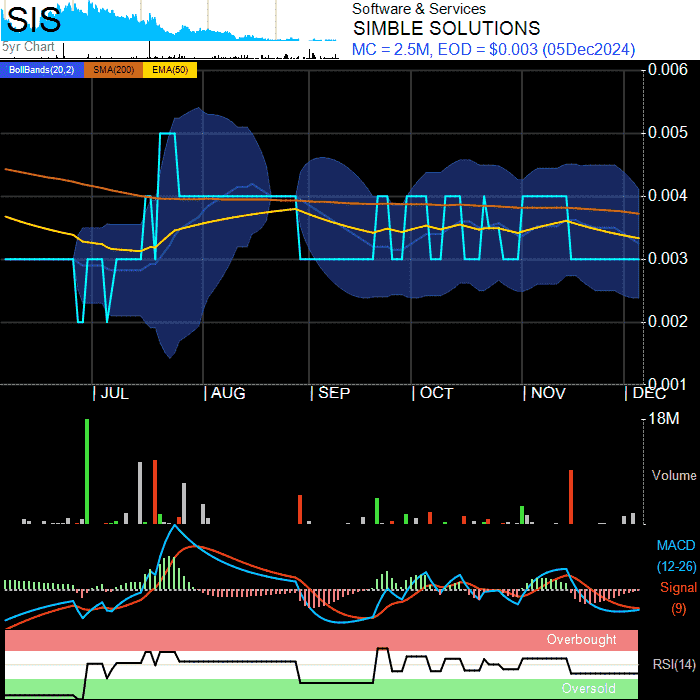 SIS
5yr Chart
Software & Services
SIMBLE SOLUTIONS
MC = 2.5M, EOD = $0.003 (05Dec2024)
BollBands(20,2) SMA(200) EMA(50)
0.006
0.005
0.004
0.003
0.002
0.001
JUL AUG SEP OCT NOV DEC
18M
Volume
MACD
(12-26)
Signal
(9)
Overbought
RSI(14)
Oversold